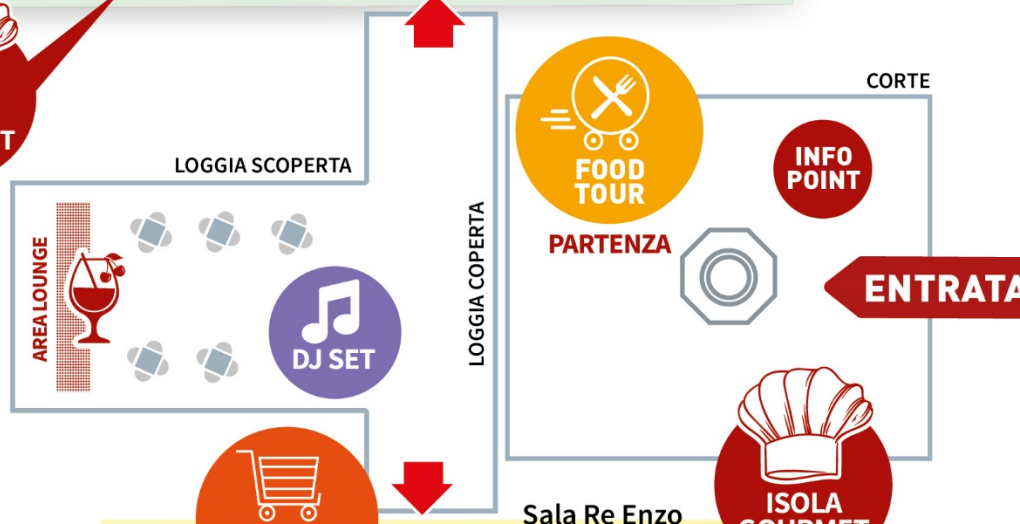 T
CORTE
INFO
POINT
FOOD
TOUR
PARTENZA
LOGGIA SCOPERTA
LOGGIA COPERTA
AREA LOUNGE
DJ SET
ENTRATA
Sala Re Enzo
ISOLA
GOURMET